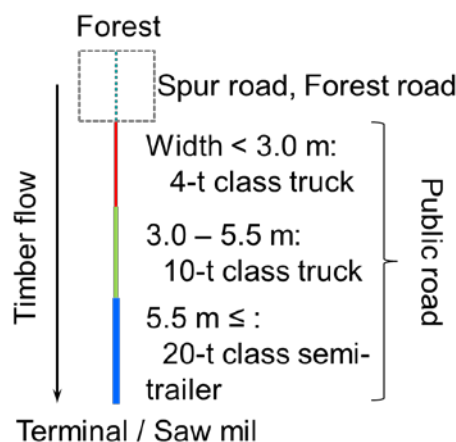 Forest
Spur road, Forest road
Width < 3.0 m:
4-t class truck
3.0 – 5.5 m:
10-t class truck
5.5 m ≤ :
20-t class semi-
trailer
Timber flow
Public road
Terminal / Saw mil